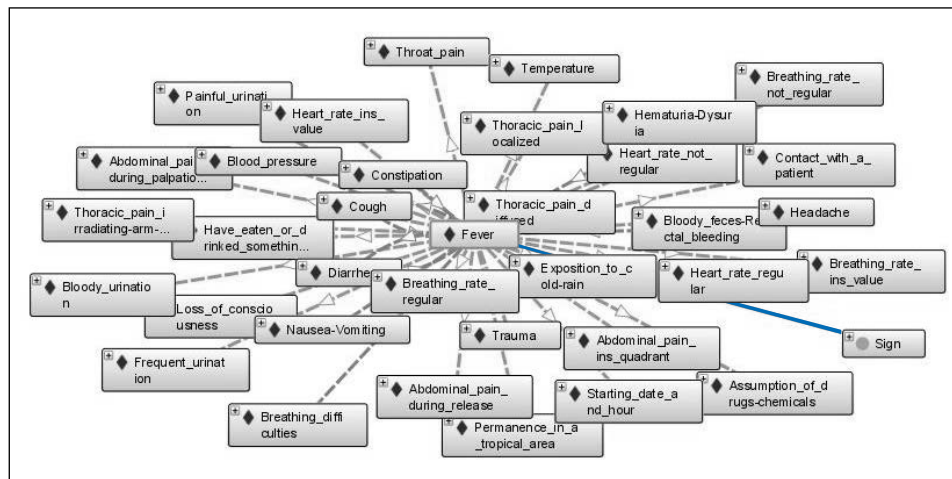 Throat_pain
Temperature
Breathing_rate_
not_regular
Painful_urinati
on
Heart_rate_ins_
value
Hematuria-Dysu
ria
Thoracic_pain_l
ocalized
Heart_rate_not_
regular
Contact_with_a_
patient
Abdominal_pai
during_palpatio...
Blood_pressure
Constipation
Cough
Thoracic_pain_d
iffused
Headache
Thoracic_pain_i
rradiating-arm-...
Have_eaten_or_d
rinked_somethin...
Fever
Bloody_feces-Re
ctal_bleeding
Bloody_urinatio
n
Diarrhe
Breathing_rate_
regular
Exposition_to_c
old-rain
Heart_rate_regu
lar
Breathing_rate_
ins_value
Loss_of_conscio
usness
Nausea-Vomiting
Trauma
Abdominal_pain_
ins_quadrant
Sign
Frequent_urinat
ion
Abdominal_pain_
during_release
Starting_date_a
nd_hour
Assumption_of_d
rugs-chemicals
Breathing_diffi
culties
Permanence_in_a
_tropical_area